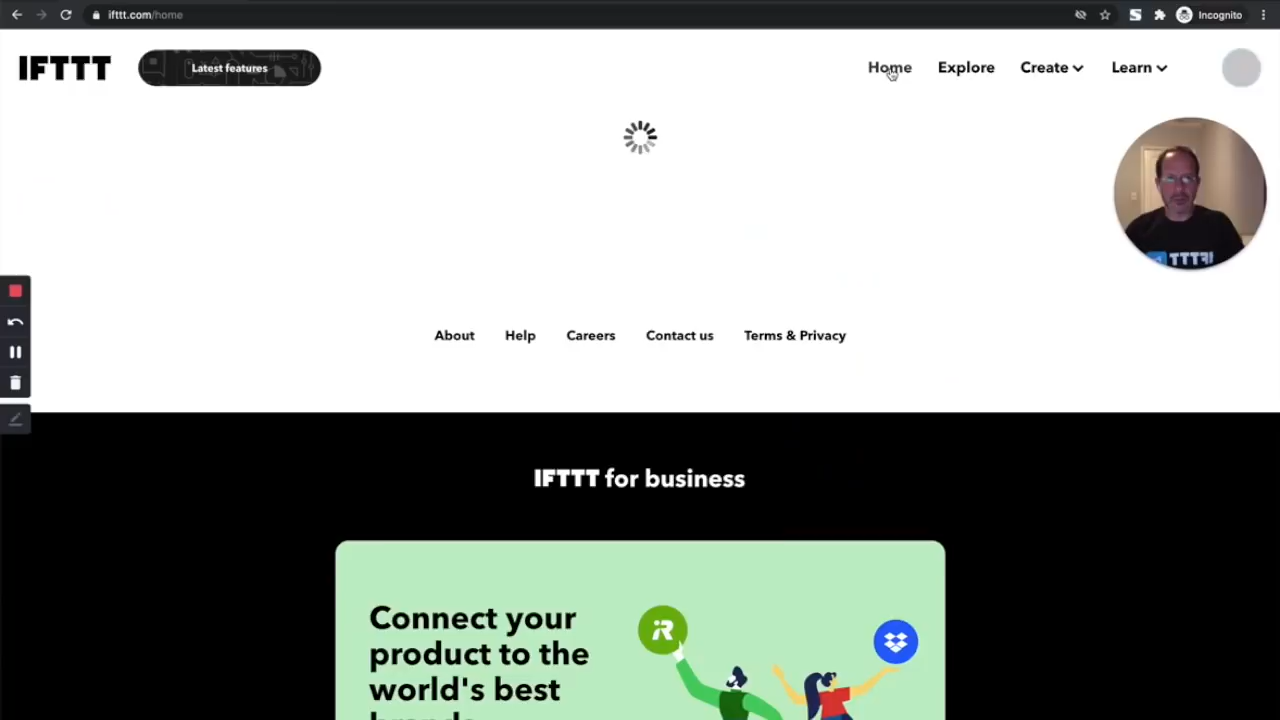 ifttt.com/home
Incognito
IFTTT
Latest features
Home
Explore
Create
Learn
IFTTT
About
Help
Careers
Contact us
Terms & Privacy
IFTTT for business
Connect your
product to the
world's best